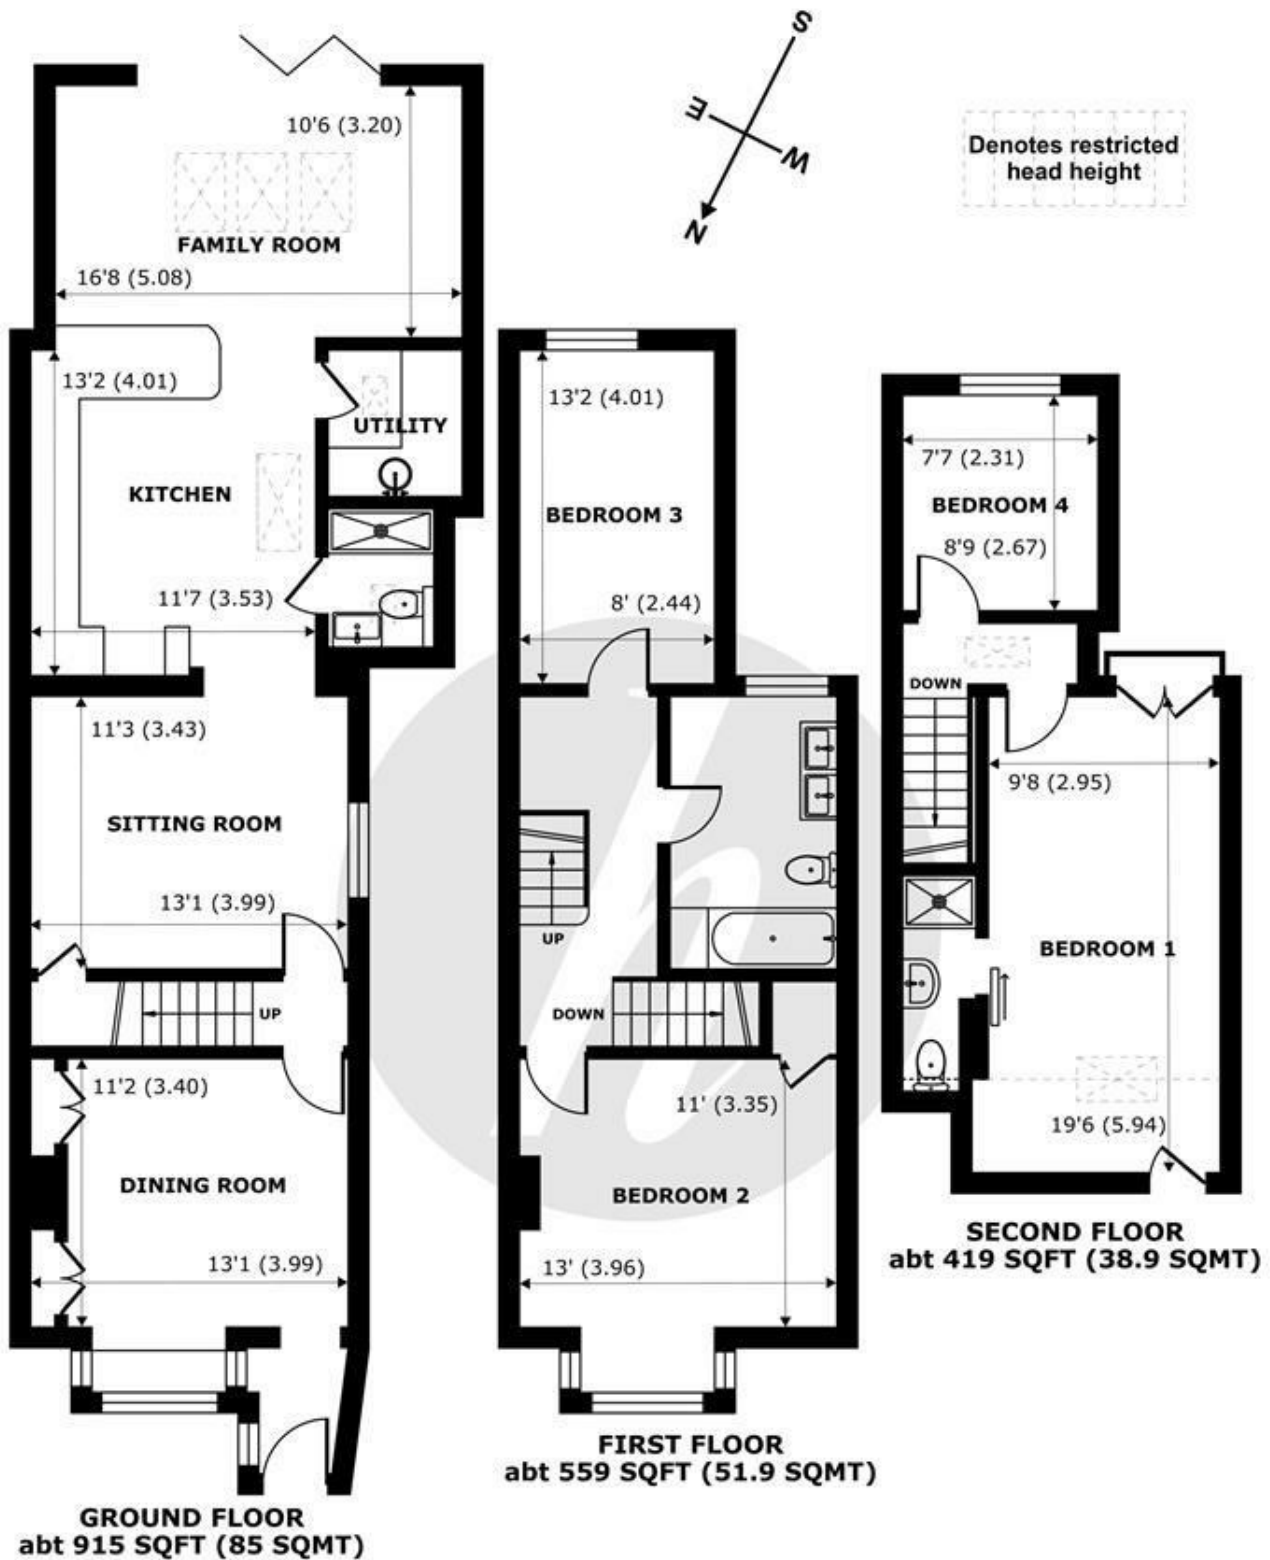 S
E
W
N
Denotes restricted
head height
10'6 (3.20)
FAMILY ROOM
16'8 (5.08)
13'2 (4.01)
UTILITY
KITCHEN
11'7 (3.53)
11'3 (3.43)
SITTING ROOM
13'1 (3.99)
UP
11'2 (3.40)
DINING ROOM
13'1 (3.99)
GROUND FLOOR
abt 915 SQFT (85 SQMT)
13'2 (4.01)
BEDROOM 3
8' (2.44)
UP
DOWN
11' (3.35)
BEDROOM 2
13' (3.96)
FIRST FLOOR
abt 559 SQFT (51.9 SQMT)
7'7 (2.31)
BEDROOM 4
8'9 (2.67)
DOWN
9'8 (2.95)
BEDROOM 1
19'6 (5.94)
SECOND FLOOR
abt 419 SQFT (38.9 SQMT)
h